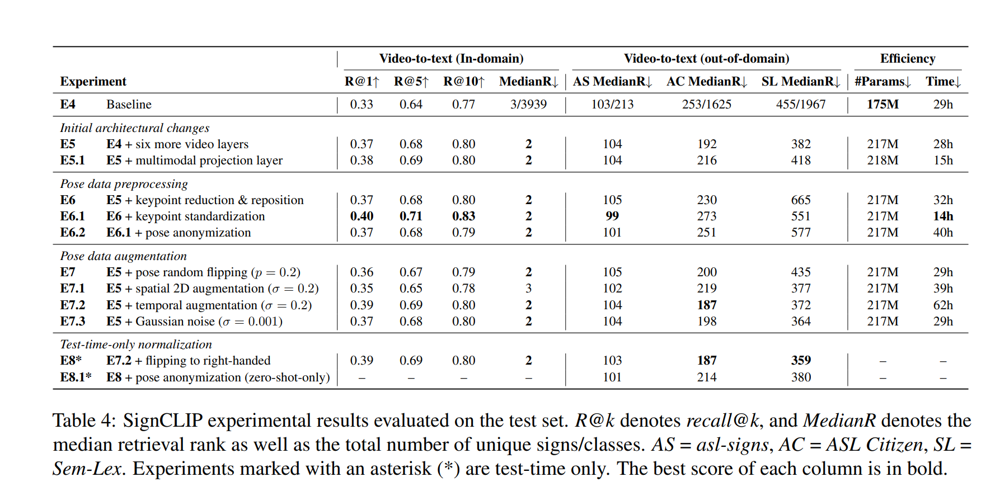 Video-to-text (In-domain) Video-to-text (out-of-domain) Efficiency
Experiment R@1↑ R@5↑ R@10↑ MedianR↓ AS MedianR↓ AC MedianR↓ SL MedianR↓ #Params↓ Time↓
E4 Baseline 0.33 0.64 0.77 3/3939 103/213 253/1625 455/1967 175M 29h
Initial architectural changes
E5 E4 + six more video layers 0.37 0.68 0.80 2 104 192 382 217M 28h
E5.1 E5 + multimodal projection layer 0.38 0.69 0.80 2 104 216 418 218M 15h
Pose data preprocessing
E6 E5 + keypoint reduction & reposition 0.37 0.68 0.80 2 105 230 665 217M 32h
E6.1 E6 + keypoint standardization 0.40 0.71 0.83 2 99 273 551 217M 14h
E6.2 E6.1 + pose anonymization 0.37 0.68 0.79 2 101 251 577 217M 40h
Pose data augmentation
E7 E5 + pose random flipping (p = 0.2) 0.36 0.67 0.79 2 105 200 435 217M 29h
E7.1 E5 + spatial 2D augmentation (σ = 0.2) 0.35 0.65 0.78 3 102 219 377 217M 39h
E7.2 E5 + temporal augmentation (σ = 0.2) 0.39 0.69 0.80 2 104 187 372 217M 62h
E7.3 E5 + Gaussian noise (σ = 0.001) 0.37 0.68 0.80 2 104 198 364 217M 29h
Test-time-only normalization
E8* E7.2 + flipping to right-handed 0.39 0.69 0.80 2 103 187 359 – –
E8.1* E8 + pose anonymization (zero-shot-only) – – – – 101 214 380 – –
Table 4: SignCLIP experimental results evaluated on the test set. R@k denotes recall@k, and MedianR denotes the
median retrieval rank as well as the total number of unique signs/classes. AS = asl-signs, AC = ASL Citizen, SL =
Sem-Lex. Experiments marked with an asterisk (*) are test-time only. The best score of each column is in bold.